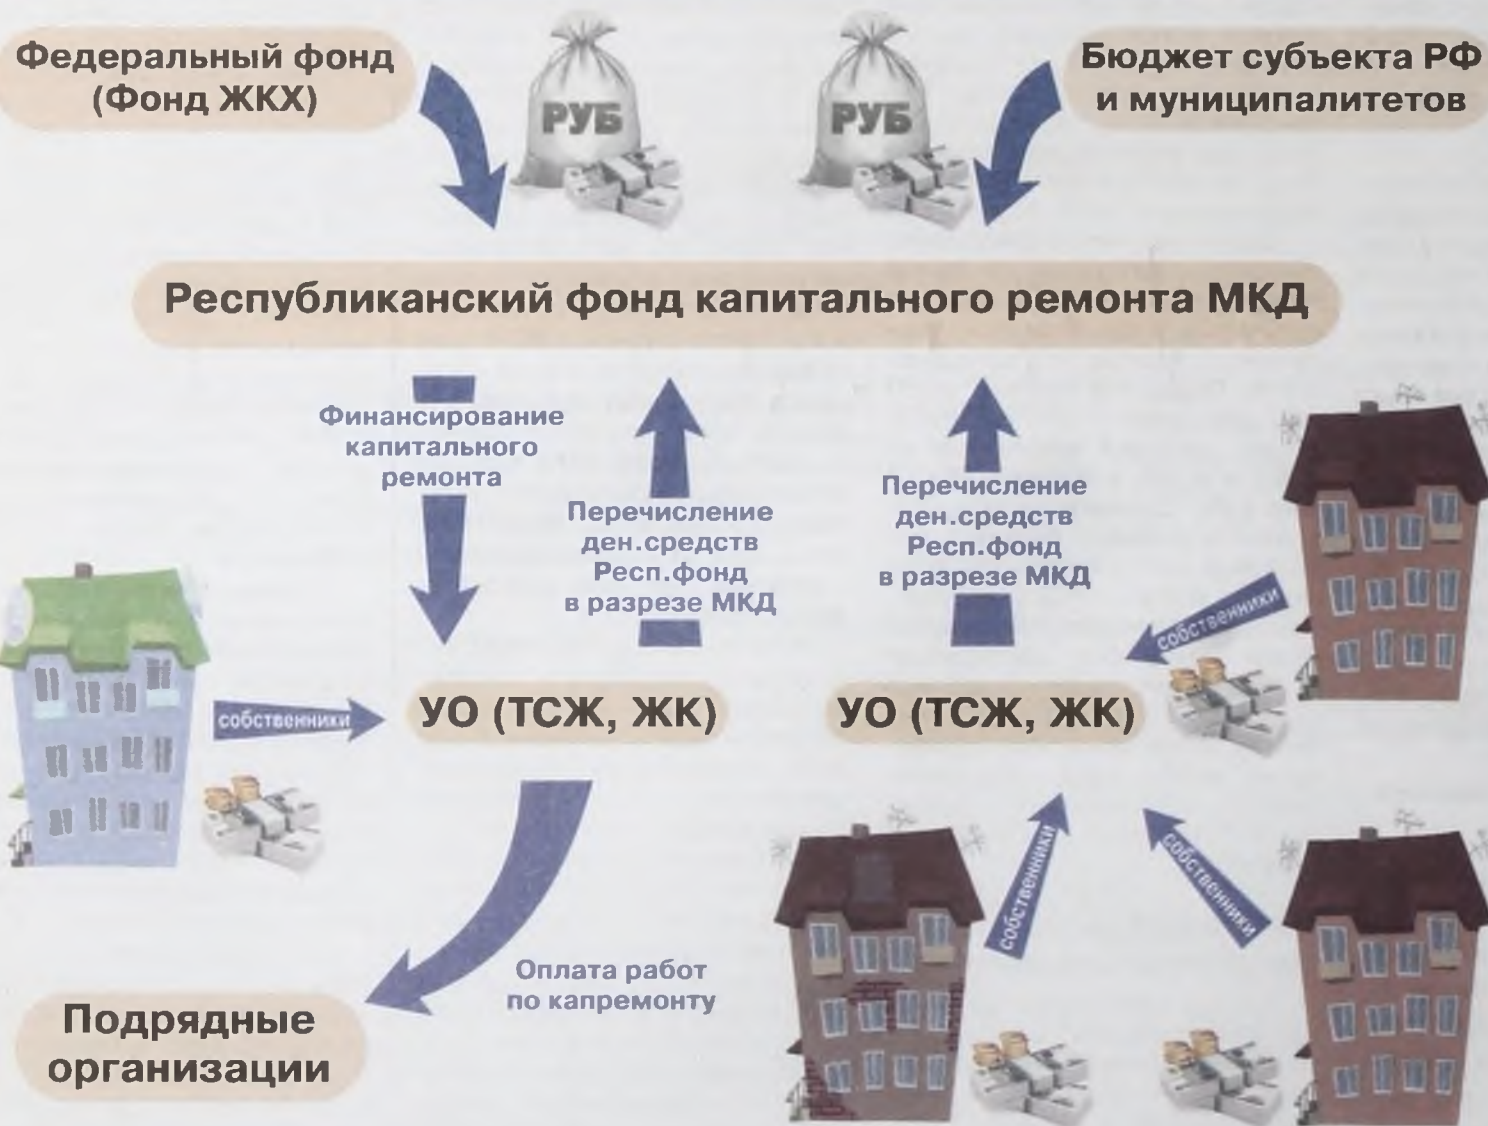 Федеральный фонд
(Фонд ЖКХ)
РУБ
РУБ
Бюджет субъекта РФ
и муниципалитетов
Республиканский фонд капитального ремонта МКД
Финансирование
капитального
ремонта
Перечисление
ден.средств
Респ.фонд
в разрезе МКД
Перечисление
ден.средств
Респ.фонд
в разрезе МКД
собственники
собственники
УО (ТСЖ, ЖК)
УО (ТСЖ, ЖК)
собственники
собственники
Оплата работ
по капремонту
Подрядные
организации